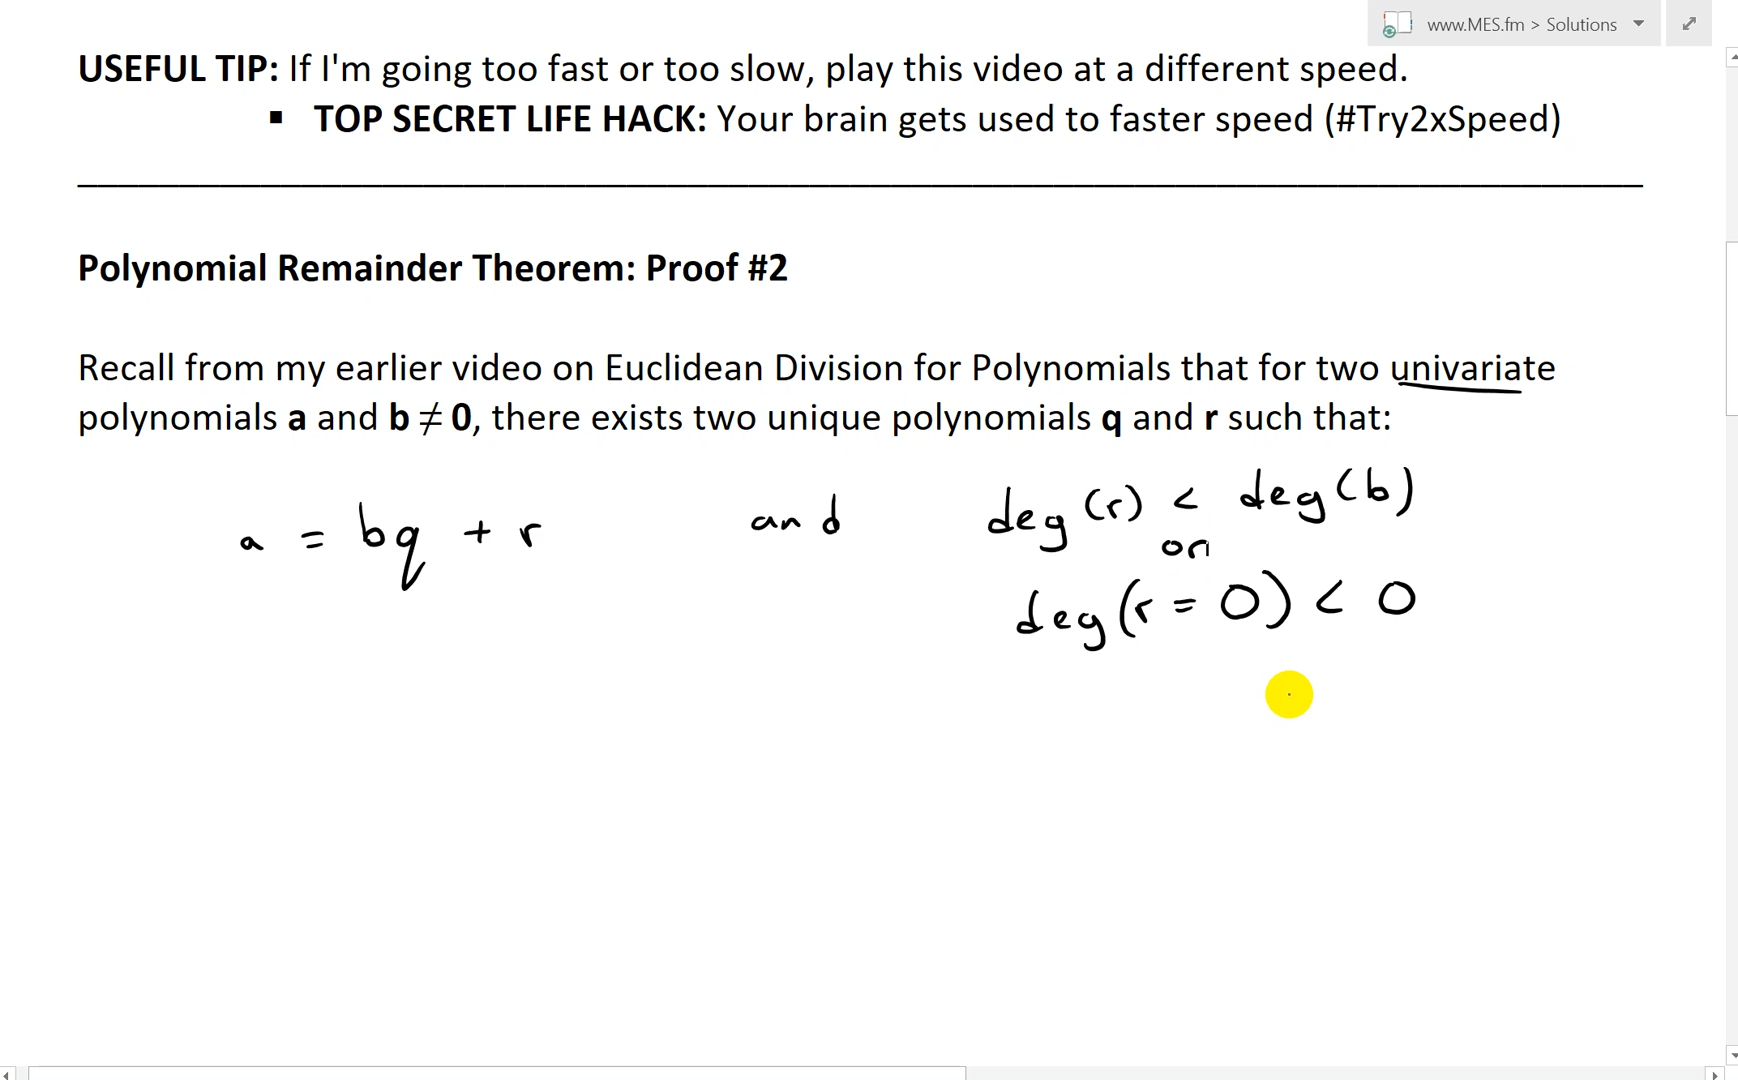 www.MES.fm > Solutions
USEFUL TIP: If I'm going too fast or too slow, play this video at a different speed.
▪ TOP SECRET LIFE HACK: Your brain gets used to faster speed (#Try2xSpeed)
Polynomial Remainder Theorem: Proof #2
Recall from my earlier video on Euclidean Division for Polynomials that for two univariate
polynomials a and b ≠ 0, there exists two unique polynomials q and r such that:
a = bq + r and deg(r) < deg(b)
or
deg(r = 0) < 0